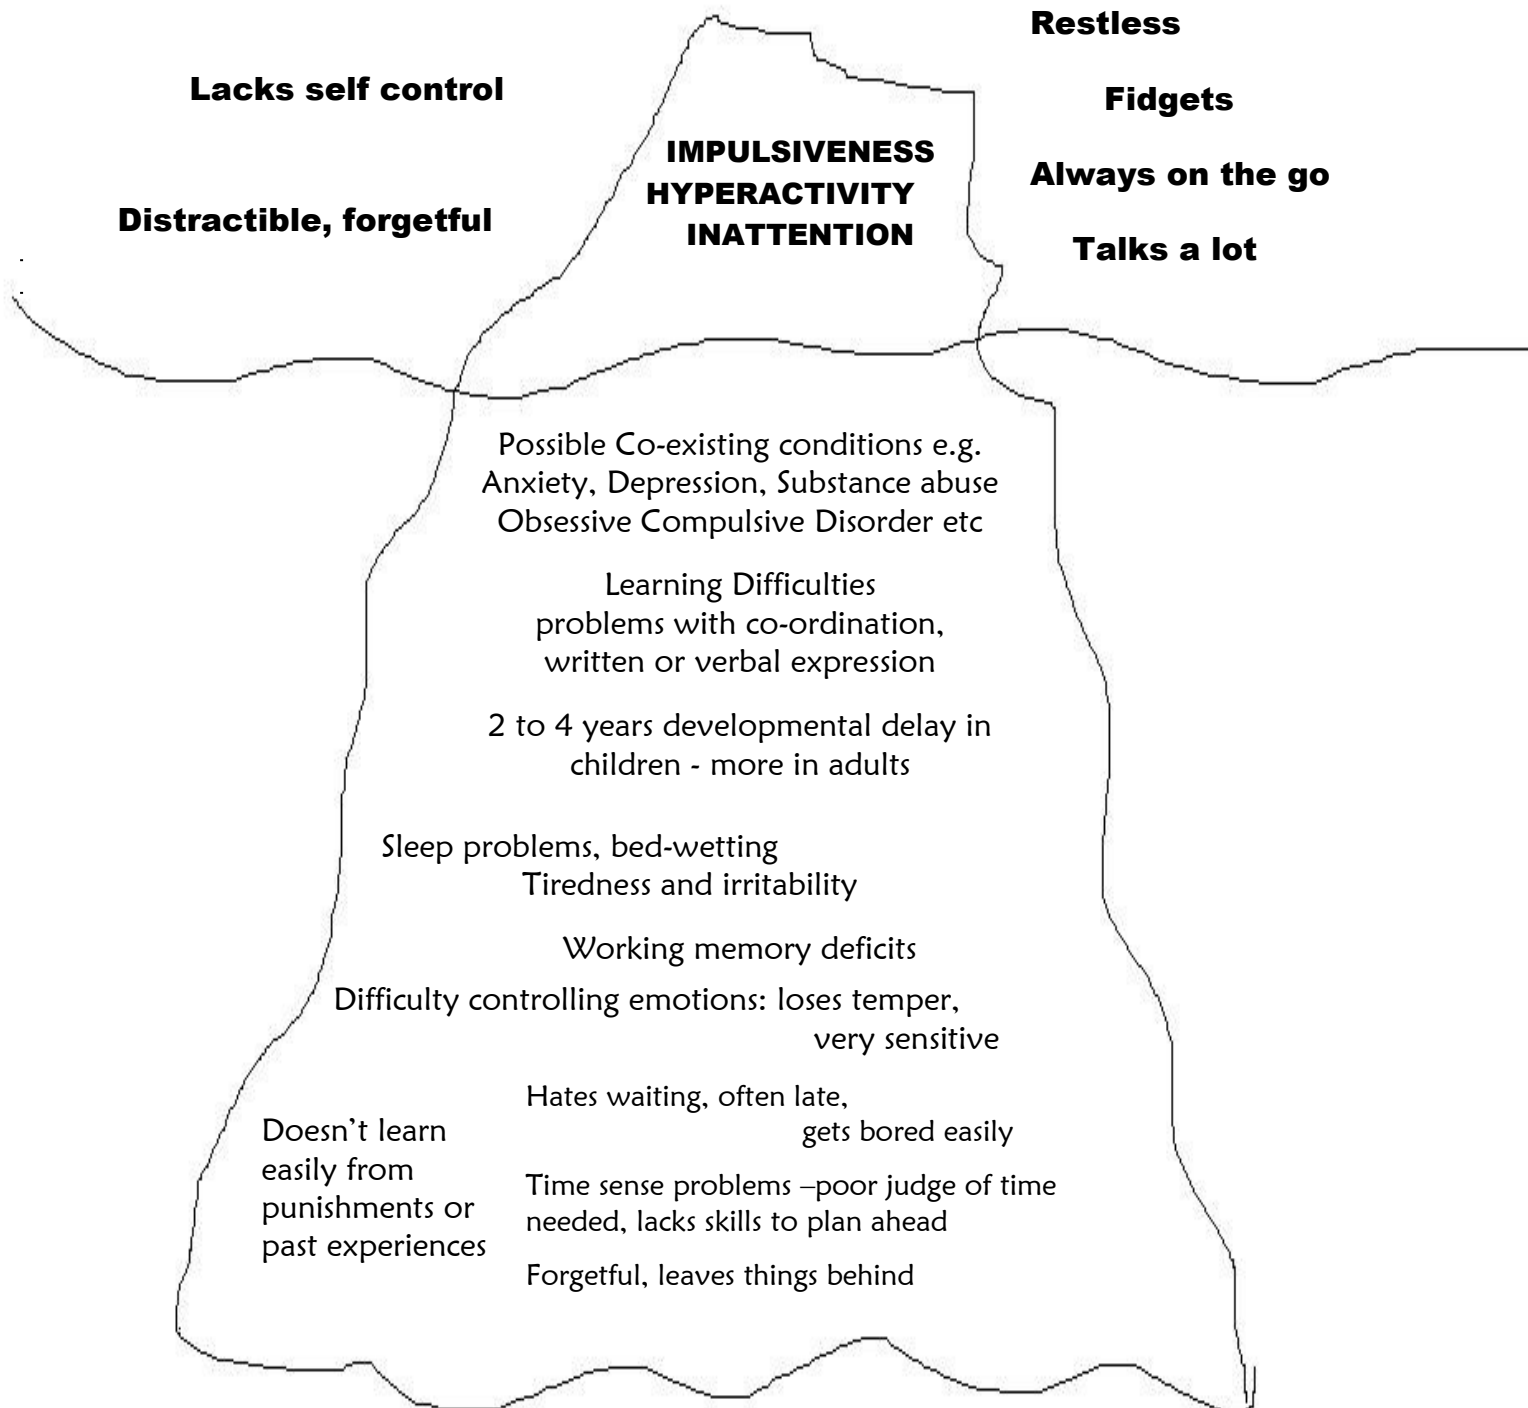 Restless
Lacks self control
Fidgets
IMPULSIVENESS
HYPERACTIVITY
INATTENTION
Always on the go
Distractible, forgetful
Talks a lot
Possible Co-existing conditions e.g.
Anxiety, Depression, Substance abuse
Obsessive Compulsive Disorder etc
Learning Difficulties
problems with co-ordination,
written or verbal expression
2 to 4 years developmental delay in
children - more in adults
Sleep problems, bed-wetting
Tiredness and irritability
Working memory deficits
Difficulty controlling emotions: loses temper,
very sensitive
Doesn’t learn
easily from
punishments or
past experiences
Hates waiting, often late,
gets bored easily
Time sense problems –poor judge of time
needed, lacks skills to plan ahead
Forgetful, leaves things behind